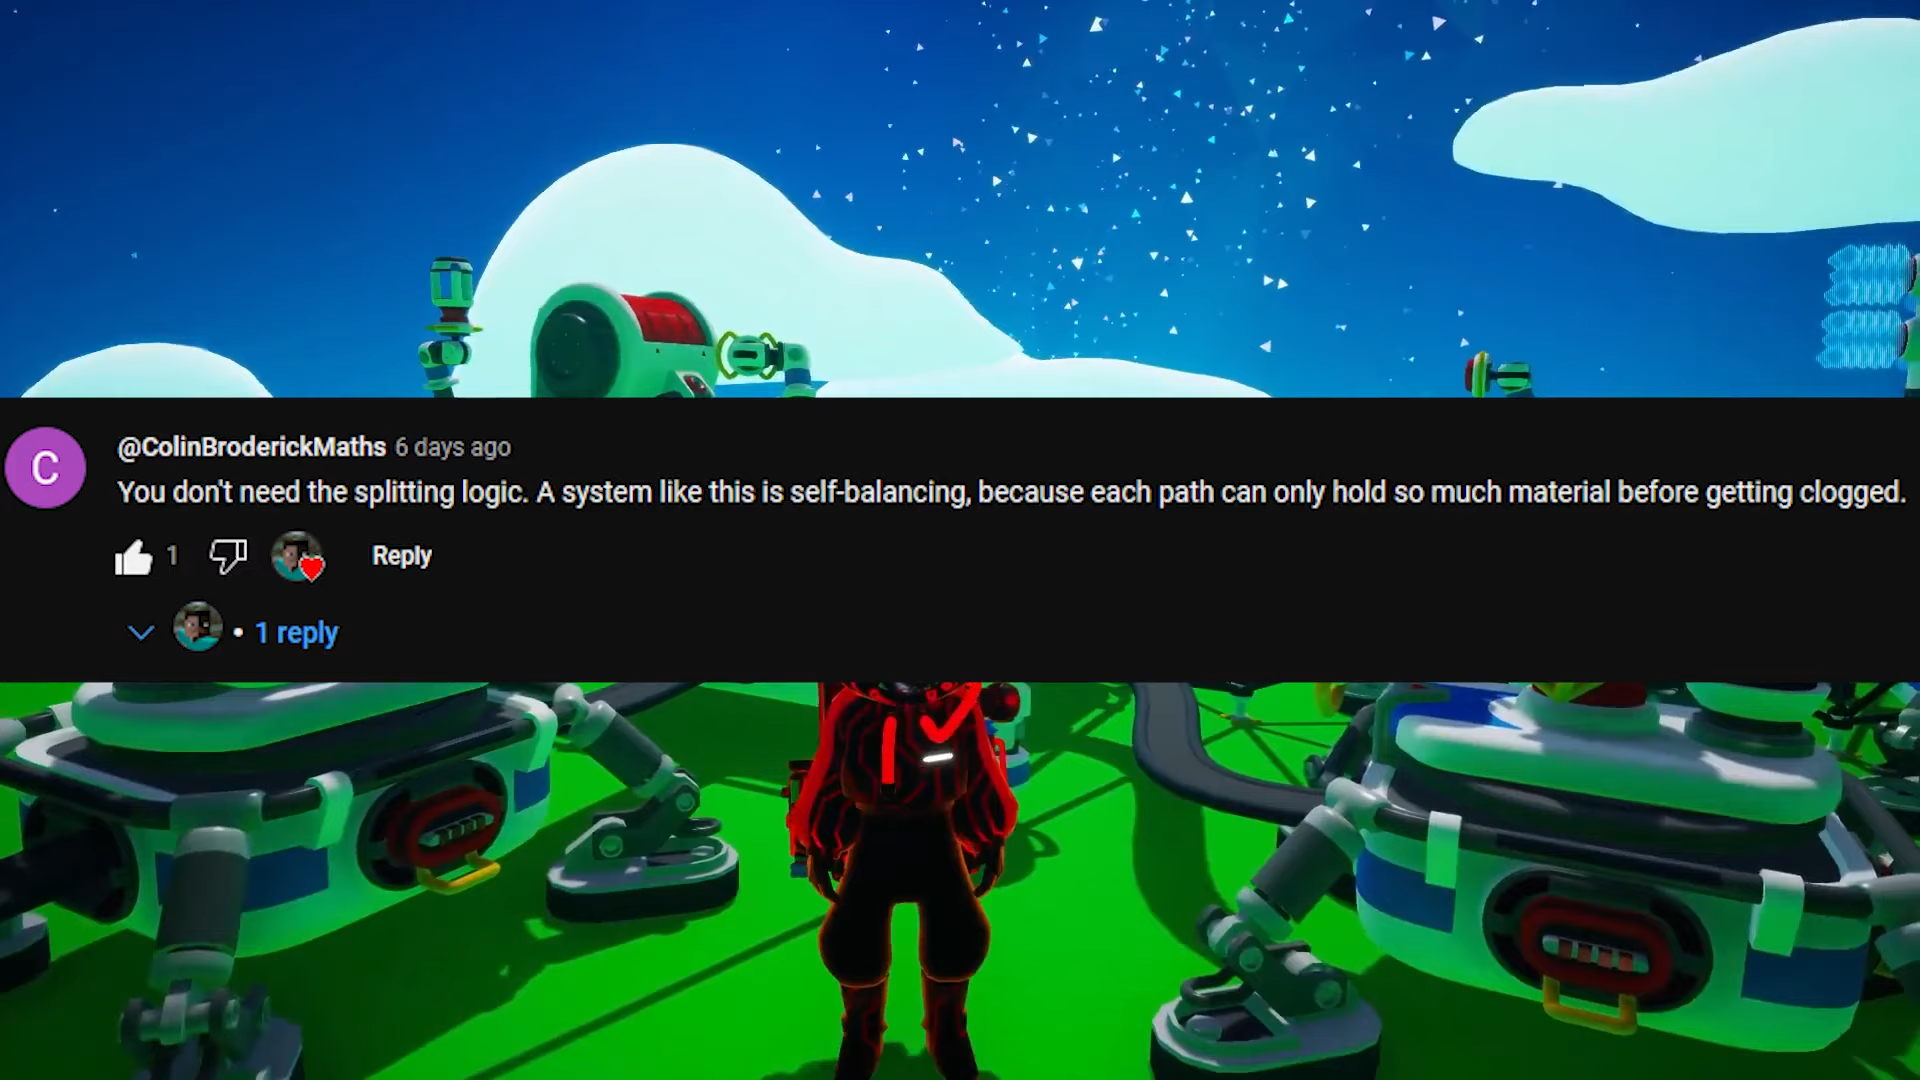 C
@ColinBroderickMaths 6 days ago
You don't need the splitting logic. A system like this is self-balancing, because each path can only hold so much material before getting clogged.
1
Reply
• 1 reply